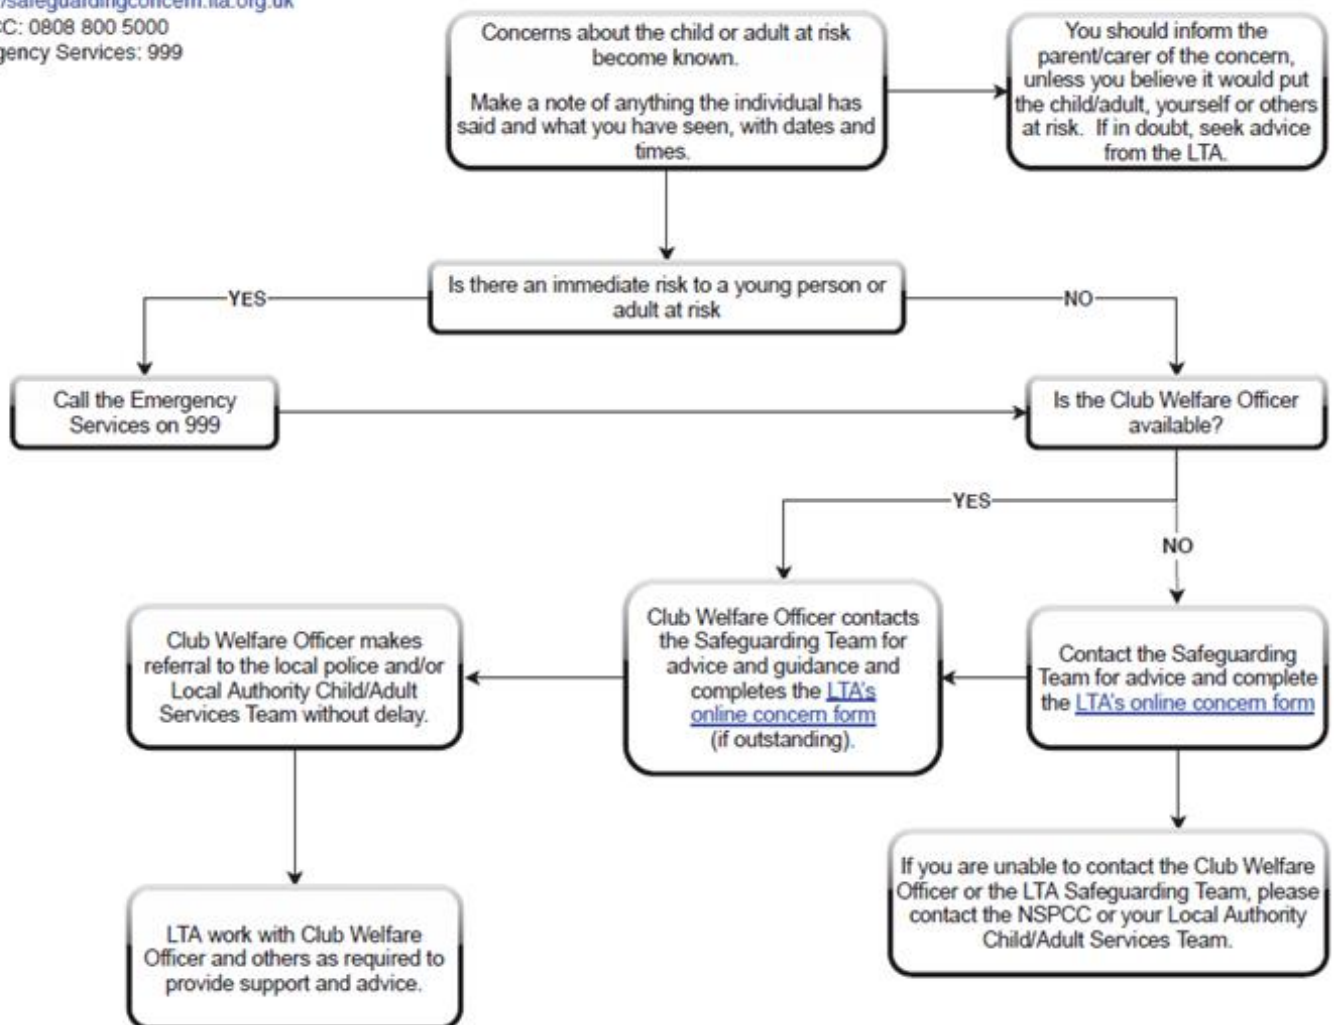 /safeguardingconcern.lta.org.uk
CC: 0808 800 5000
gency Services: 999
Concerns about the child or adult at risk
become known.
Make a note of anything the individual has
said and what you have seen, with dates and
times.
You should inform the
parent/carer of the concern,
unless you believe it would put
the child/adult, yourself or others
at risk. If in doubt, seek advice
from the LTA.
Is there an immediate risk to a young person or
adult at risk
YES
NO
Call the Emergency
Services on 999
Is the Club Welfare Officer
available?
YES
NO
Club Welfare Officer makes
referral to the local police and/or
Local Authority Child/Adult
Services Team without delay.
Club Welfare Officer contacts
the Safeguarding Team for
advice and guidance and
completes the LTA's
online concern form
(if outstanding).
Contact the Safeguarding
Team for advice and complete
the LTA's online concern form
If you are unable to contact the Club Welfare
Officer or the LTA Safeguarding Team, please
contact the NSPCC or your Local Authority
Child/Adult Services Team.
LTA work with Club Welfare
Officer and others as required to
provide support and advice.